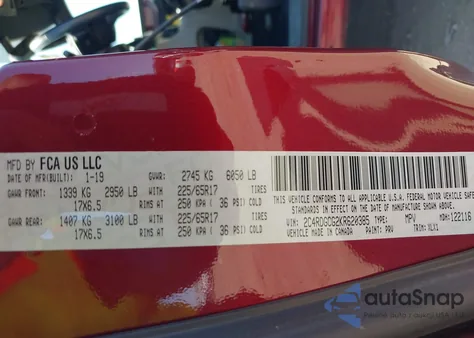 MFD BY FCA US LLC
DATE OF MFR(BUILT): 1-19 GVWR: 2745 KG 6050 LB
GAWR FRONT: 1339 KG 2950 LB WITH 225/65R17 TIRES
17X6.5 RIMS AT 250 KPA ( 36 PSI) COLD
GAWR REAR: 1407 KG 3100 LB WITH 225/65R17 TIRES
17X6.5 RIMS AT 250 KPA ( 36 PSI) COLD
THIS VEHICLE CONFORMS TO ALL APPLICABLE U.S.A. FEDERAL MOTOR VEHICLE
STANDARDS IN EFFECT ON THE DATE OF MANUFACTURE SHOWN ABOVE.
VIN: 2C4RDGCG2KR620385 TYPE: MPV 122110
VEHICLE MADE IN CANADA PAINT: PRV TRIM: XLX1
autoSnap